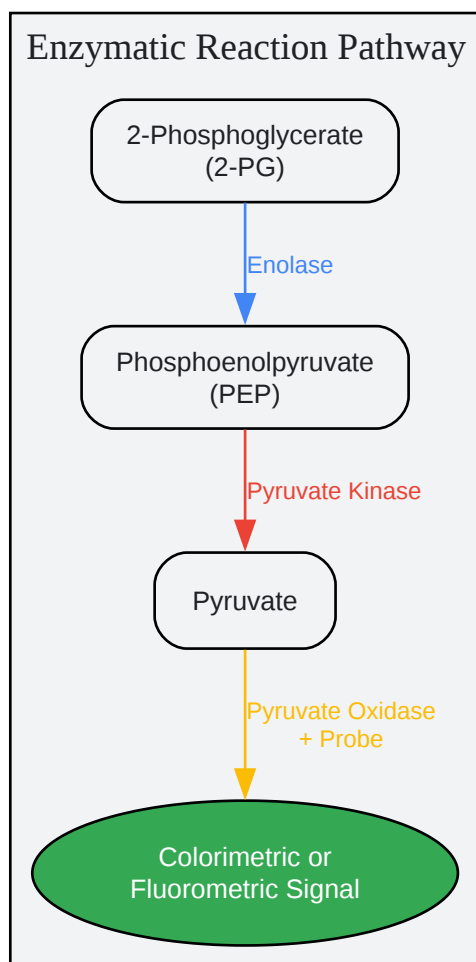 Enzymatic Reaction Pathway
2-Phosphoglycerate
(2-PG)
Enolase
Phosphoenolpyruvate
(PEP)
Pyruvate Kinase
Pyruvate
Pyruvate Oxidase
+ Probe
Colorimetric or
Fluorometric Signal